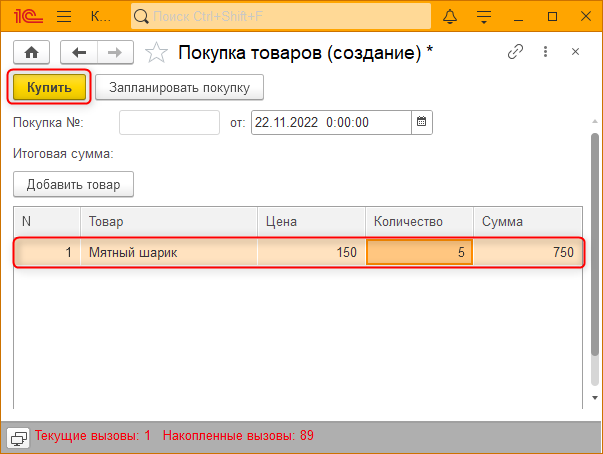 1С К... Поиск Ctrl+Shift+F
Покупка товаров (создание) *
Купить Запланировать покупку
Покупка №: от: 22.11.2022 0:00:00
Итоговая сумма:
Добавить товар
N Товар Цена Количество Сумма
1 Мятный шарик 150 5 750
Текущие вызовы: 1 Накопленные вызовы: 89